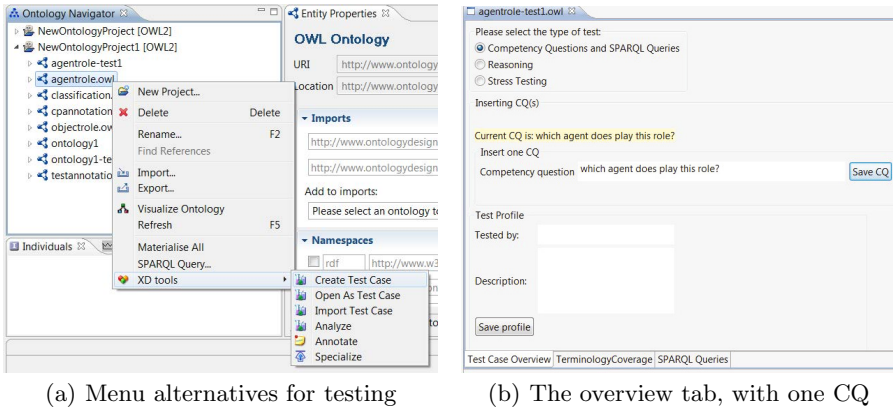 Ontology Navigator
NewOntologyProject [OWL2]
NewOntologyProject1 [OWL2]
agentrole-test1
agentrole.owl
classification.
cpannotation
objectrole.ow
ontology1
ontology1-te
testannotatio
New Project...
Delete Delete
Rename... F2
Find References
Import...
Export...
Visualize Ontology
Refresh F5
Materialise All
SPARQL Query...
XD tools
Create Test Case
Open As Test Case
Import Test Case
Analyze
Annotate
Specialize
Individuals
Entity Properties
OWL Ontology
URI http://www.ontology
Location http://www.ontology
Imports
http://www.ontologydesign
http://www.ontologydesign
Add to imports:
Please select an ontology to
Namespaces
rdf http://www.w3
(a) Menu alternatives for testing
agentrole-test1.owl
Please select the type of test:
Competency Questions and SPARQL Queries
Reasoning
Stress Testing
Inserting CQ(s)
Current CQ is: which agent does play this role?
Insert one CQ
Competency question which agent does play this role? Save CQ
Test Profile
Tested by:
Description:
Save profile
Test Case Overview TerminologyCoverage SPARQL Queries
(b) The overview tab, with one CQ